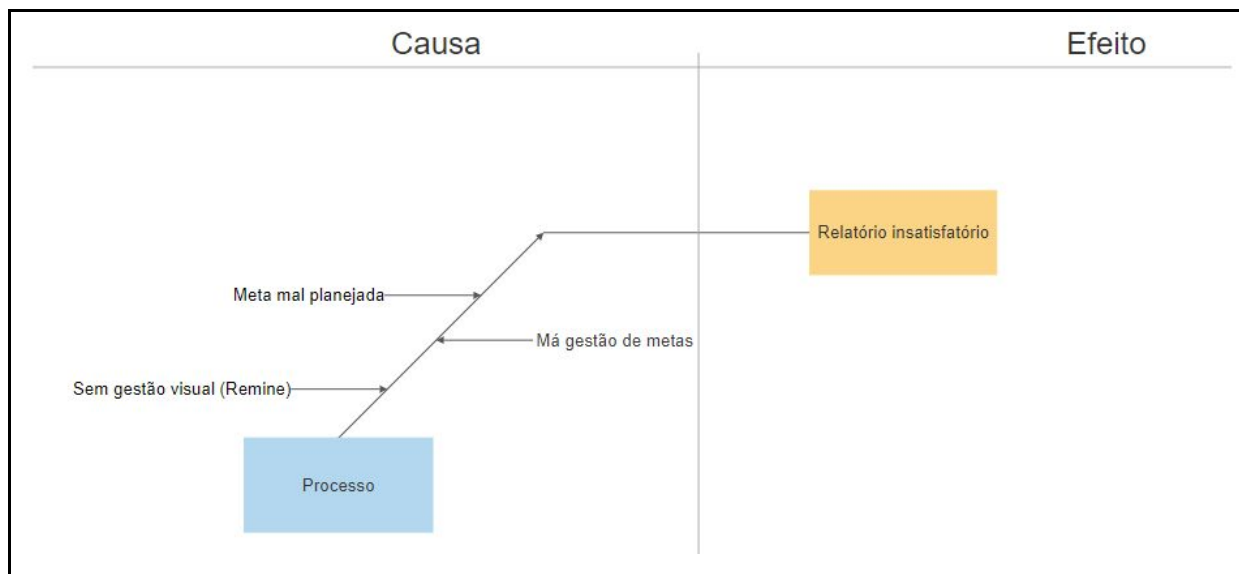 Causa
Efeito
Relatório insatisfatório
Meta mal planejada
Má gestão de metas
Sem gestão visual (Remine)
Processo